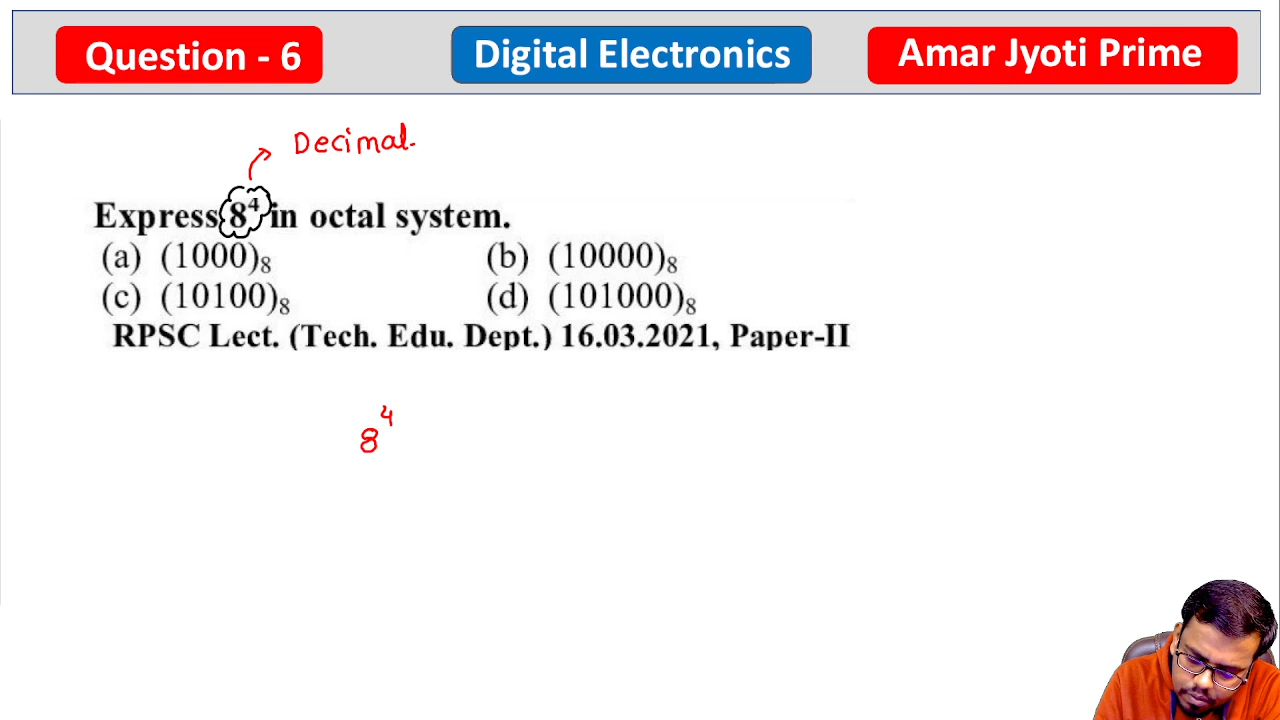 Question - 6 Digital Electronics Amar Jyoti Prime
Decimal.
Express 8⁴ in octal system.
(a) (1000)₈ (b) (10000)₈
(c) (10100)₈ (d) (101000)₈
RPSC Lect. (Tech. Edu. Dept.) 16.03.2021, Paper-II
8⁴